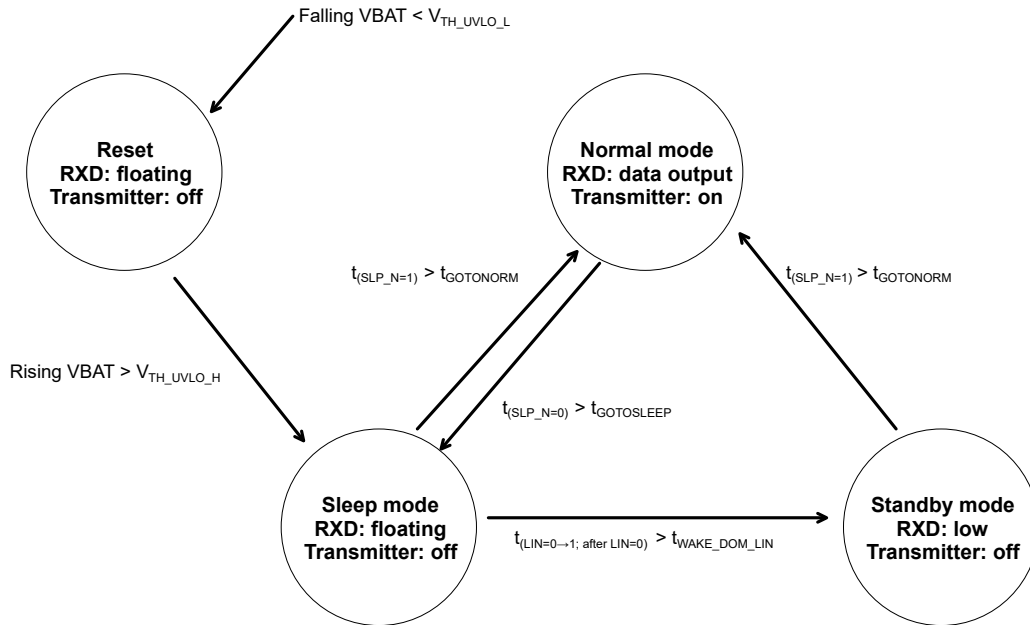 Falling VBAT < V_TH_UVLO_L
Reset
RXD: floating
Transmitter: off
Normal mode
RXD: data output
Transmitter: on
t(SLP_N=1) > tGOTONORM
t(SLP_N=1) > tGOTONORM
Rising VBAT > VTH_UVLO_H
t(SLP_N=0) > tGOTOSLEEP
Sleep mode
RXD: floating
Transmitter: off
t(LIN=0→1; after LIN=0) > tWAKE_DOM_LIN
Standby mode
RXD: low
Transmitter: off